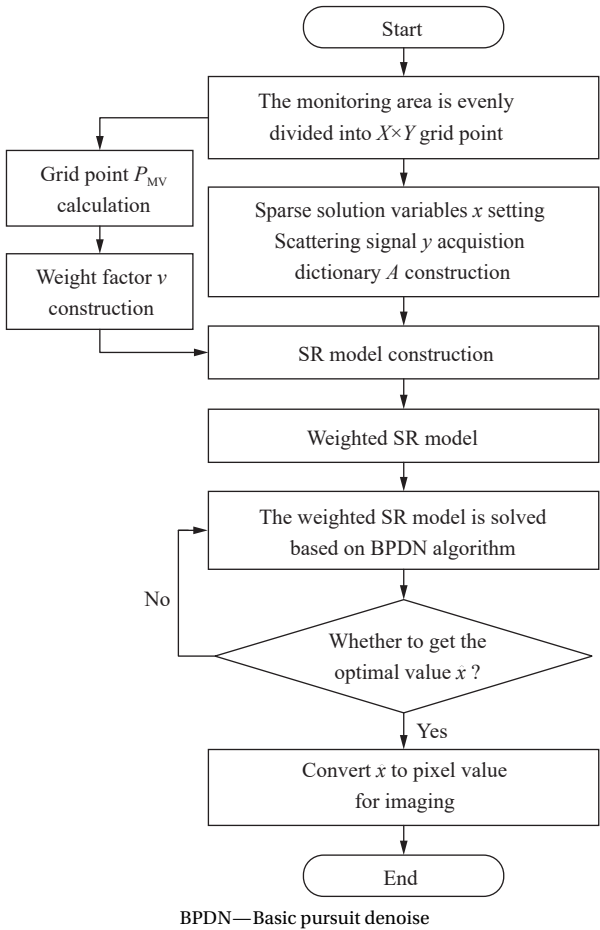 Start
The monitoring area is evenly
divided into X×Y grid point
Grid point P_MV
calculation
Weight factor v
construction
Sparse solution variables x setting
Scattering signal y acquistion
dictionary A construction
SR model construction
Weighted SR model
The weighted SR model is solved
based on BPDN algorithm
No
Whether to get the
optimal value x̂ ?
Yes
Convert x̂ to pixel value
for imaging
End
BPDN—Basic pursuit denoise